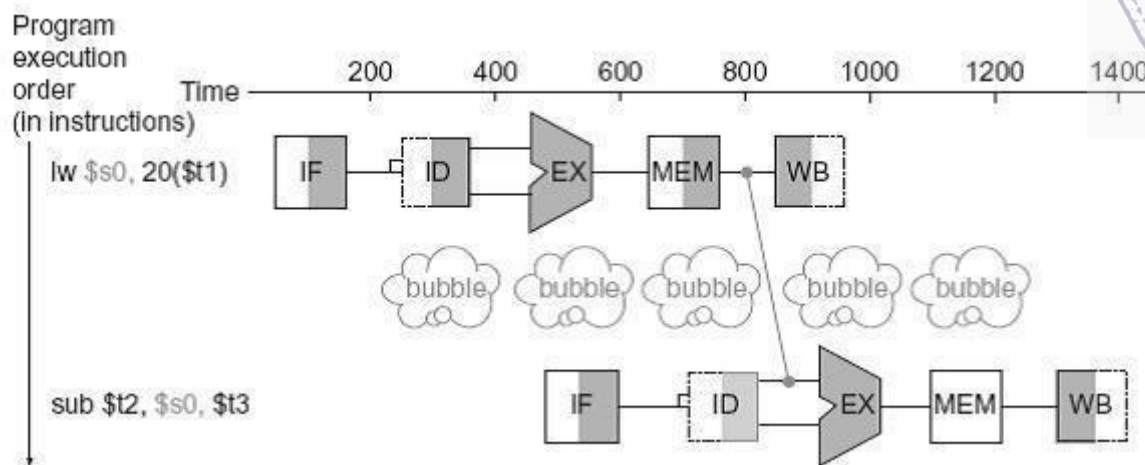 Program
execution
order
(in instructions)
Time
200 400 600 800 1000 1200 1400
lw $s0, 20($t1)
IF ID EX MEM WB
bubble bubble bubble bubble bubble
sub $t2, $s0, $t3
IF ID EX MEM WB